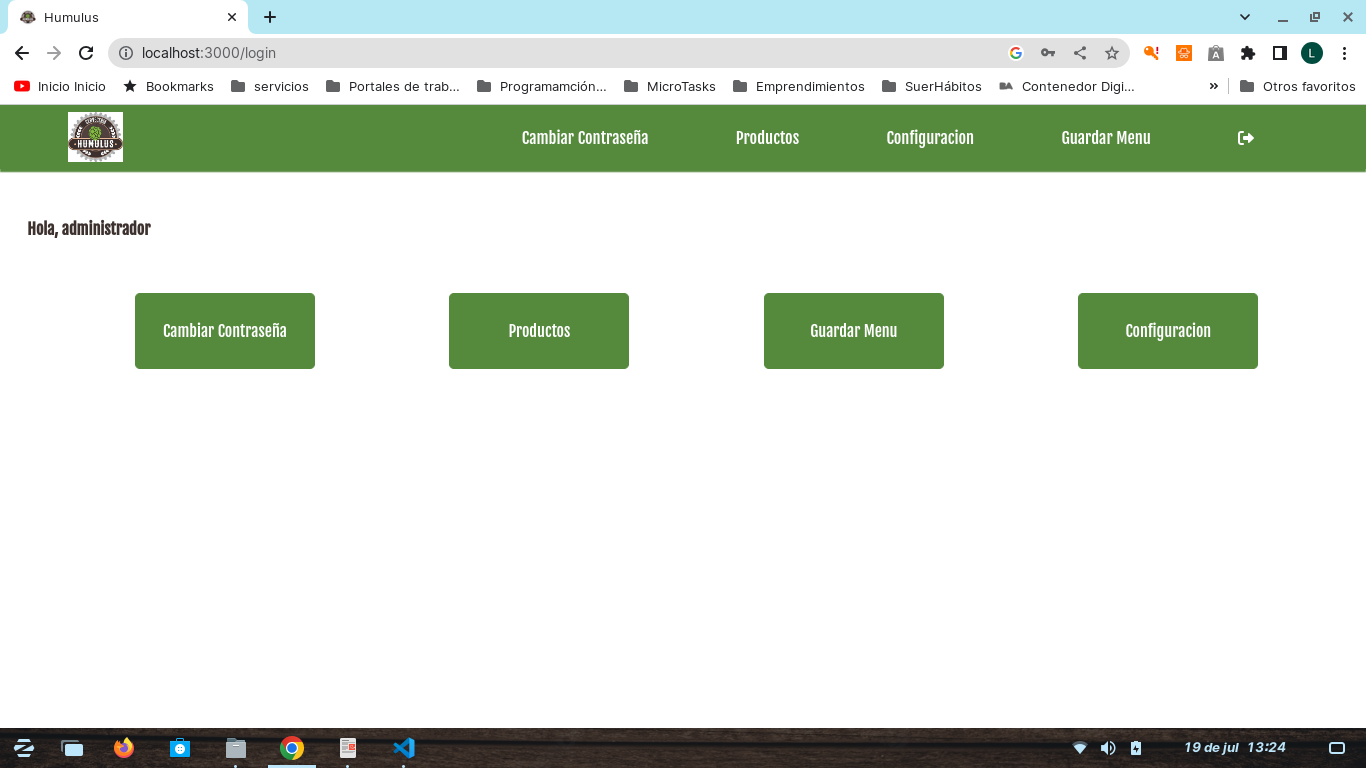 Humulus
localhost:3000/login
Inicio Inicio Bookmarks servicios Portales de trab... Programamción... MicroTasks Emprendimientos SuerHábitos BA Contenedor Digi... » Otros favoritos
HUMULUS Cambiar Contraseña Productos Configuracion Guardar Menu
Hola, administrador
Cambiar Contraseña Productos Guardar Menu Configuracion
19 de jul 13:24